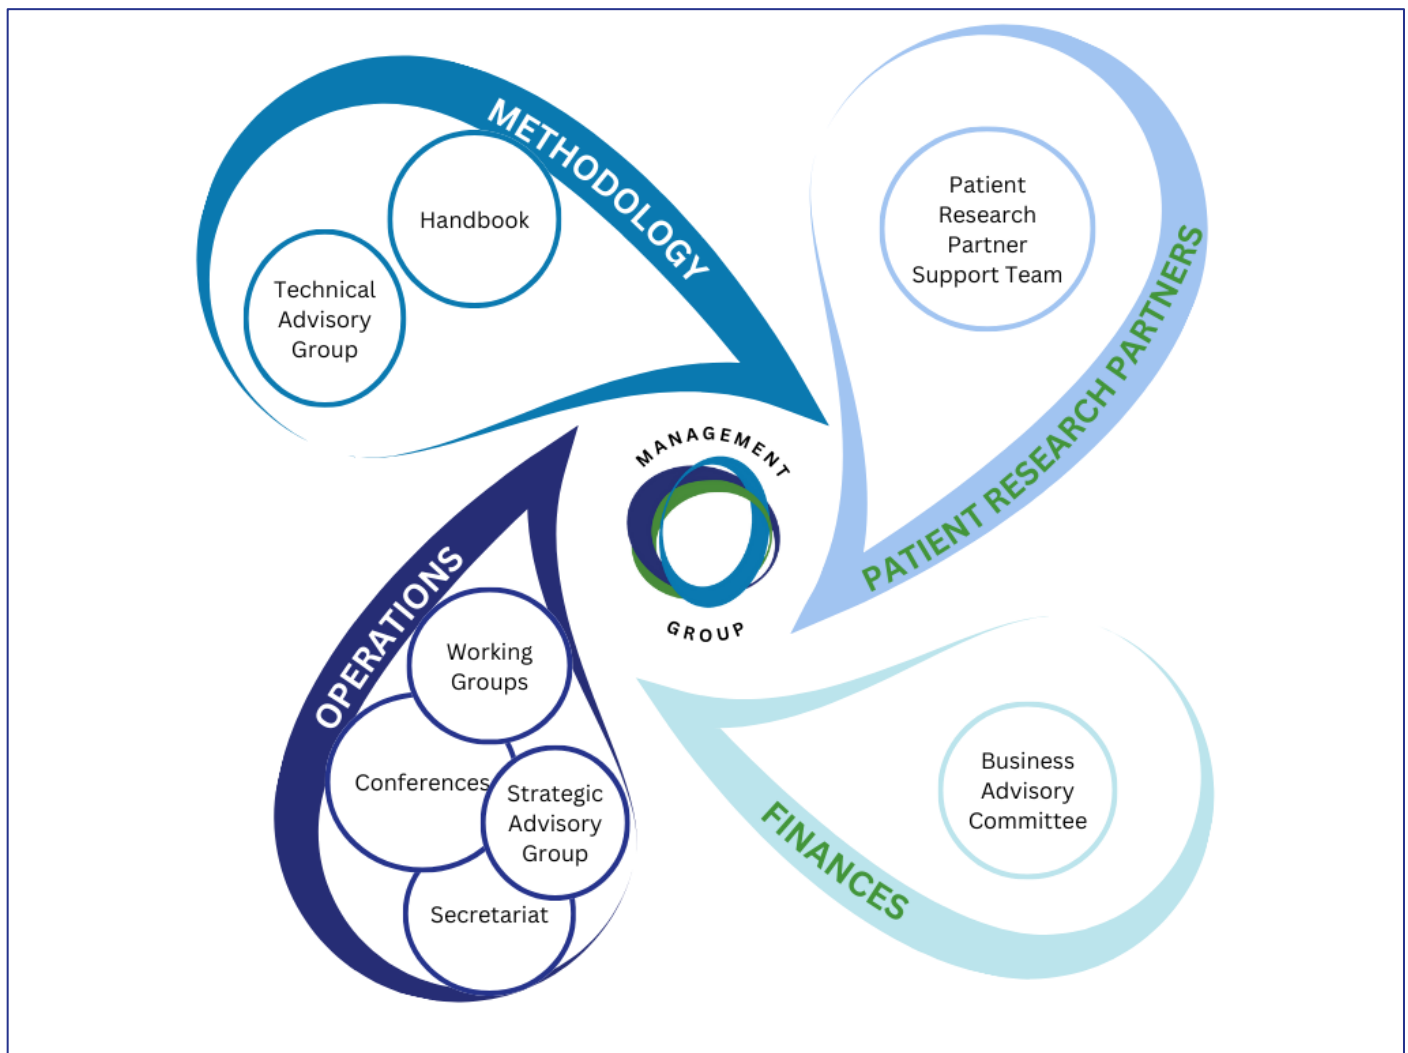 METHODOLOGY
Handbook
Technical
Advisory
Group
PATIENT RESEARCH PARTNERS
Patient
Research
Partner
Support Team
MANAGEMENT
GROUP
OPERATIONS
Working
Groups
Conferences
Strategic
Advisory
Group
Secretariat
FINANCES
Business
Advisory
Committee